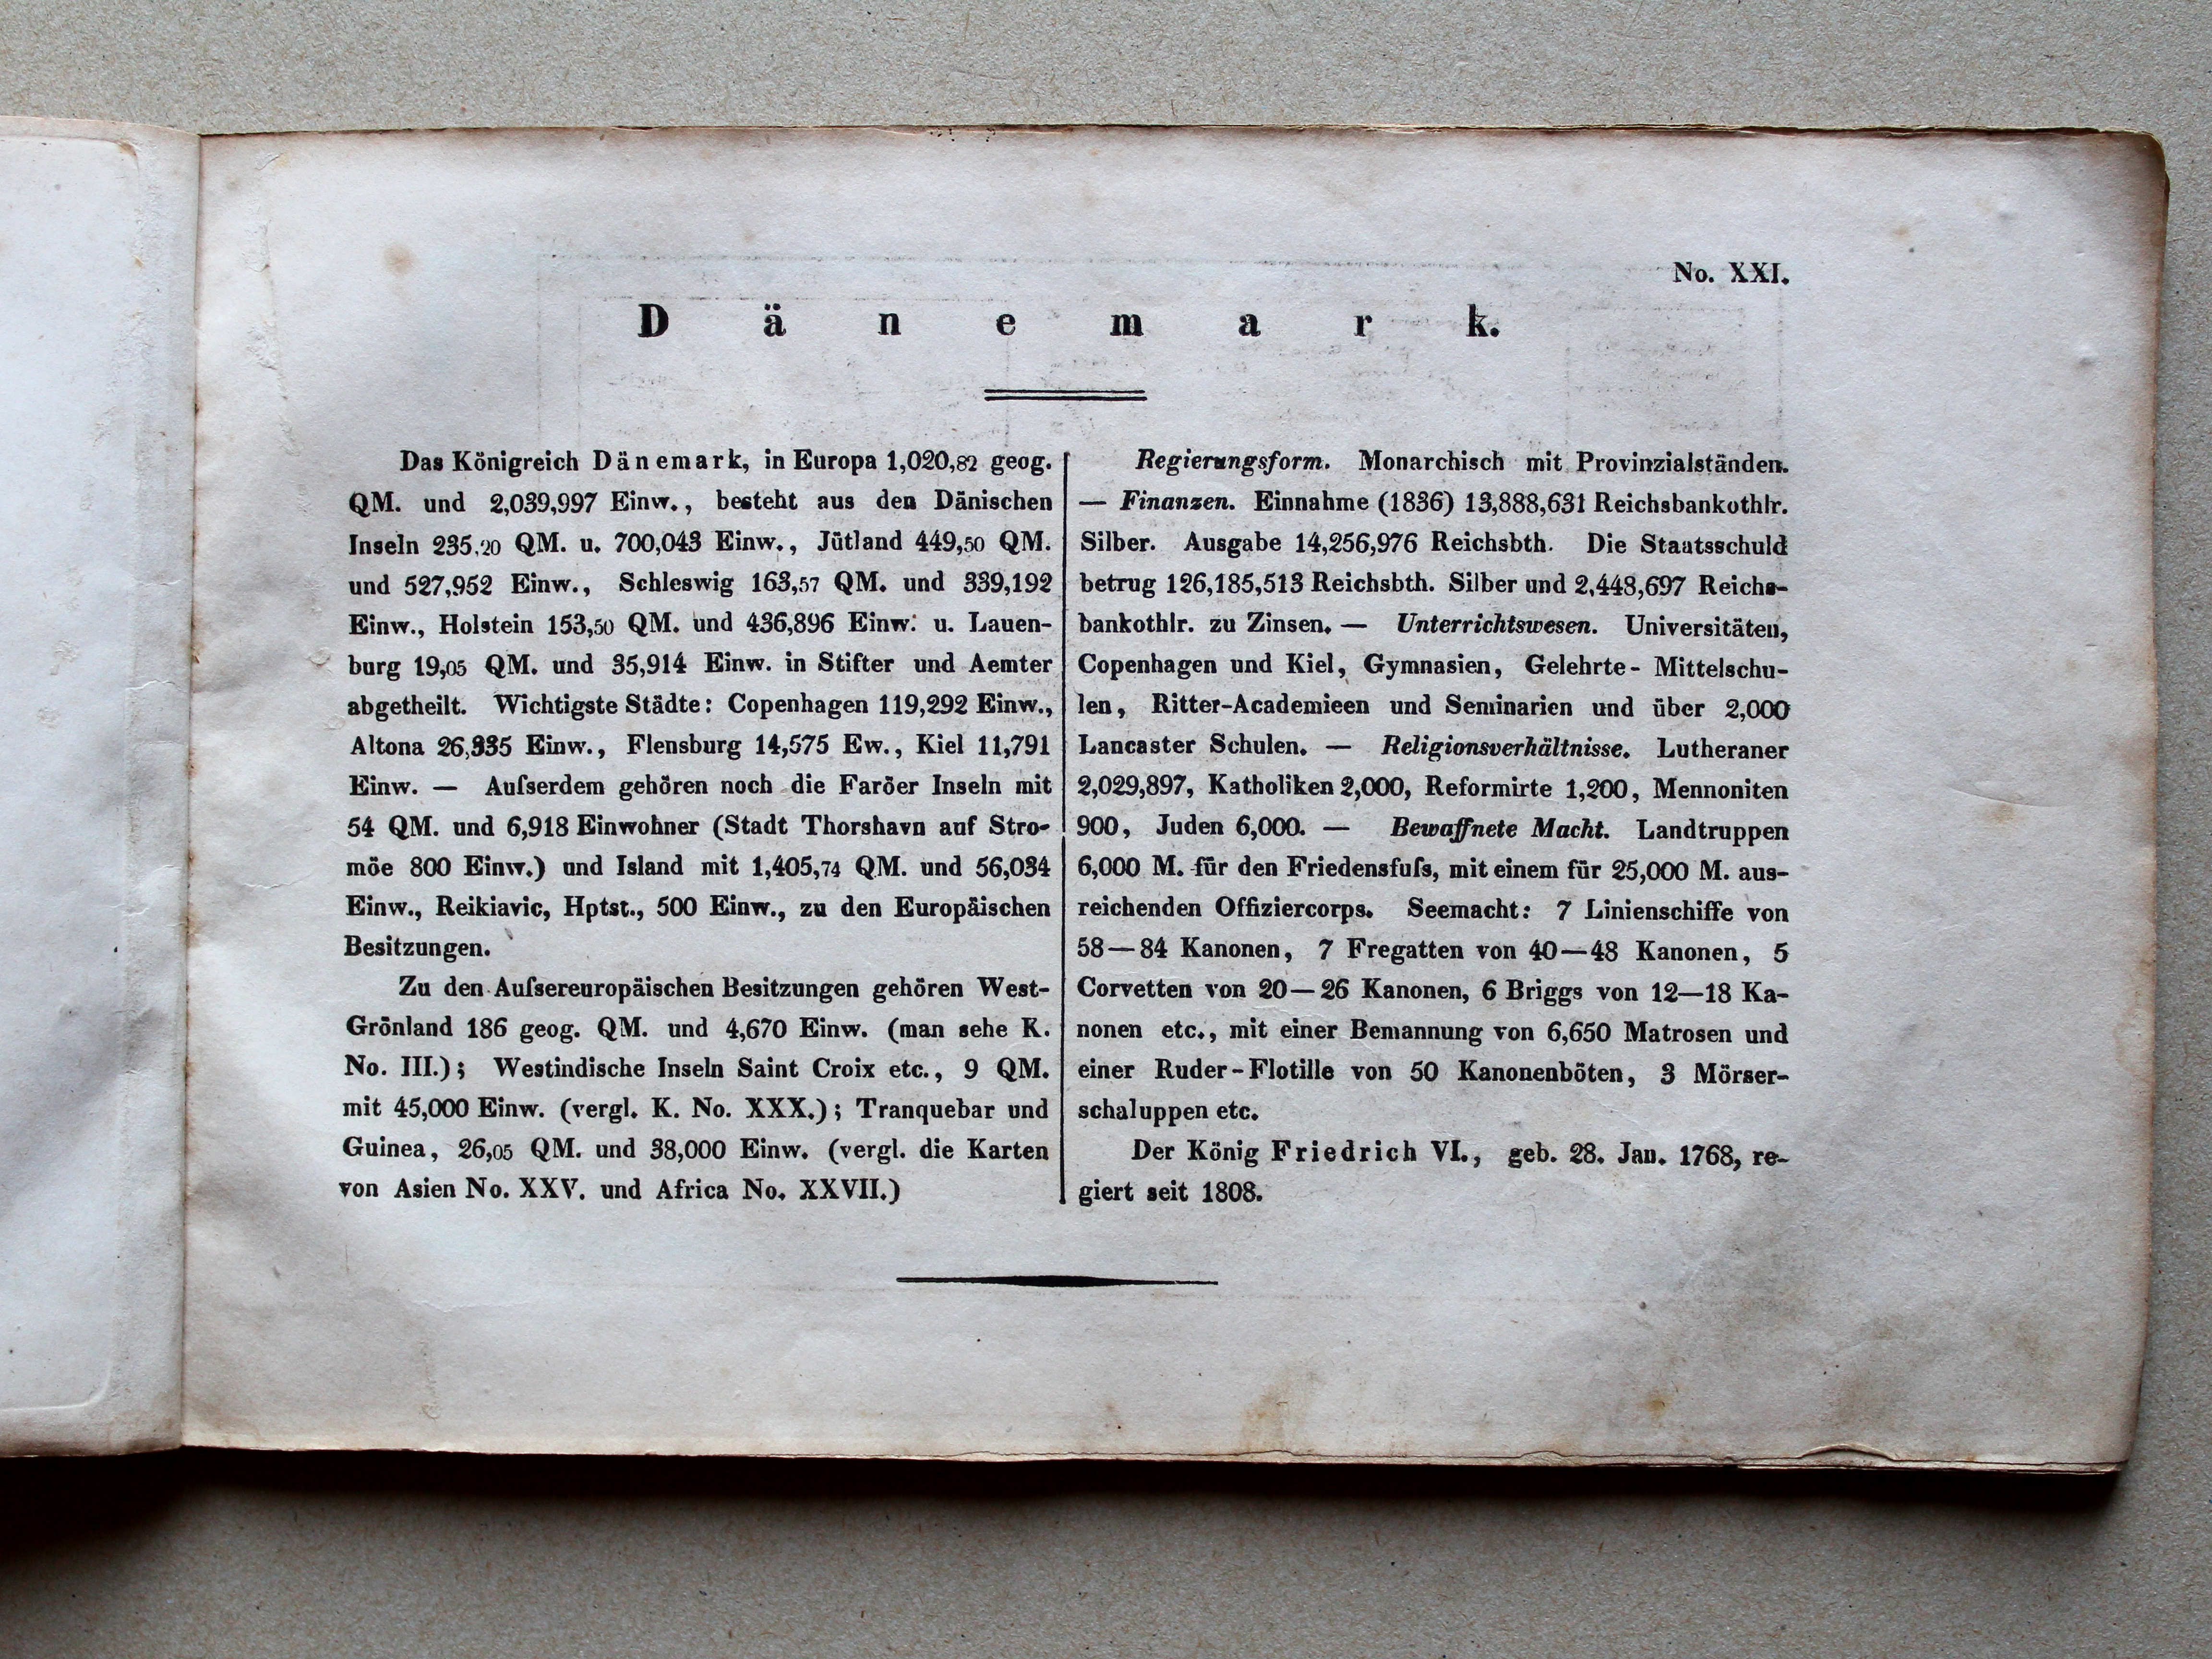 No. XXI.
Dänemark.
Das Königreich Dänemark, in Europa 1,020,82 geog.
QM. und 2,039,997 Einw., besteht aus den Dänischen
Inseln 235,20 QM. u. 700,043 Einw., Jütland 449,50 QM.
und 527,952 Einw., Schleswig 163,57 QM. und 339,192
Einw., Holstein 153,50 QM. und 436,896 Einw. u. Lauen-
burg 19,05 QM. und 35,914 Einw. in Stifter und Aemter
abgetheilt. Wichtigste Städte: Copenhagen 119,292 Einw.,
Altona 26,335 Einw., Flensburg 14,575 Ew., Kiel 11,791
Einw. — Auſserdem gehören noch die Faröer Inseln mit
54 QM. und 6,918 Einwohner (Stadt Thorshavn auf Stro-
möe 800 Einw.) und Island mit 1,405,74 QM. und 56,034
Einw., Reikiavic, Hptst., 500 Einw., zu den Europäischen
Besitzungen.
Zu den Auſsereuropäischen Besitzungen gehören West-
Grönland 186 geog. QM. und 4,670 Einw. (man sehe K.
No. III.); Westindische Inseln Saint Croix etc., 9 QM.
mit 45,000 Einw. (vergl. K. No. XXX.); Tranquebar und
Guinea, 26,05 QM. und 38,000 Einw. (vergl. die Karten
von Asien No. XXV. und Africa No. XXVII.)
Regierungsform. Monarchisch mit Provinzialständen.
— Finanzen. Einnahme (1836) 13,888,631 Reichsbankothlr.
Silber. Ausgabe 14,256,976 Reichsbth. Die Staatsschuld
betrug 126,185,513 Reichsbth. Silber und 2,448,697 Reichs-
bankothlr. zu Zinsen. — Unterrichtswesen. Universitäten,
Copenhagen und Kiel, Gymnasien, Gelehrte- Mittelschu-
len, Ritter-Academieen und Seminarien und über 2,000
Lancaster Schulen. — Religionsverhältnisse. Lutheraner
2,029,897, Katholiken 2,000, Reformirte 1,200, Mennoniten
900, Juden 6,000. — Bewaffnete Macht. Landtruppen
6,000 M. für den Friedensfuſs, mit einem für 25,000 M. aus-
reichenden Offiziercorps. Seemacht: 7 Linienschiffe von
58—84 Kanonen, 7 Fregatten von 40—48 Kanonen, 5
Corvetten von 20—26 Kanonen, 6 Briggs von 12—18 Ka-
nonen etc., mit einer Bemannung von 6,650 Matrosen und
einer Ruder-Flotille von 50 Kanonenböten, 3 Mörser-
schaluppen etc.
Der König Friedrich VI., geb. 28. Jan. 1768, re-
giert seit 1808.